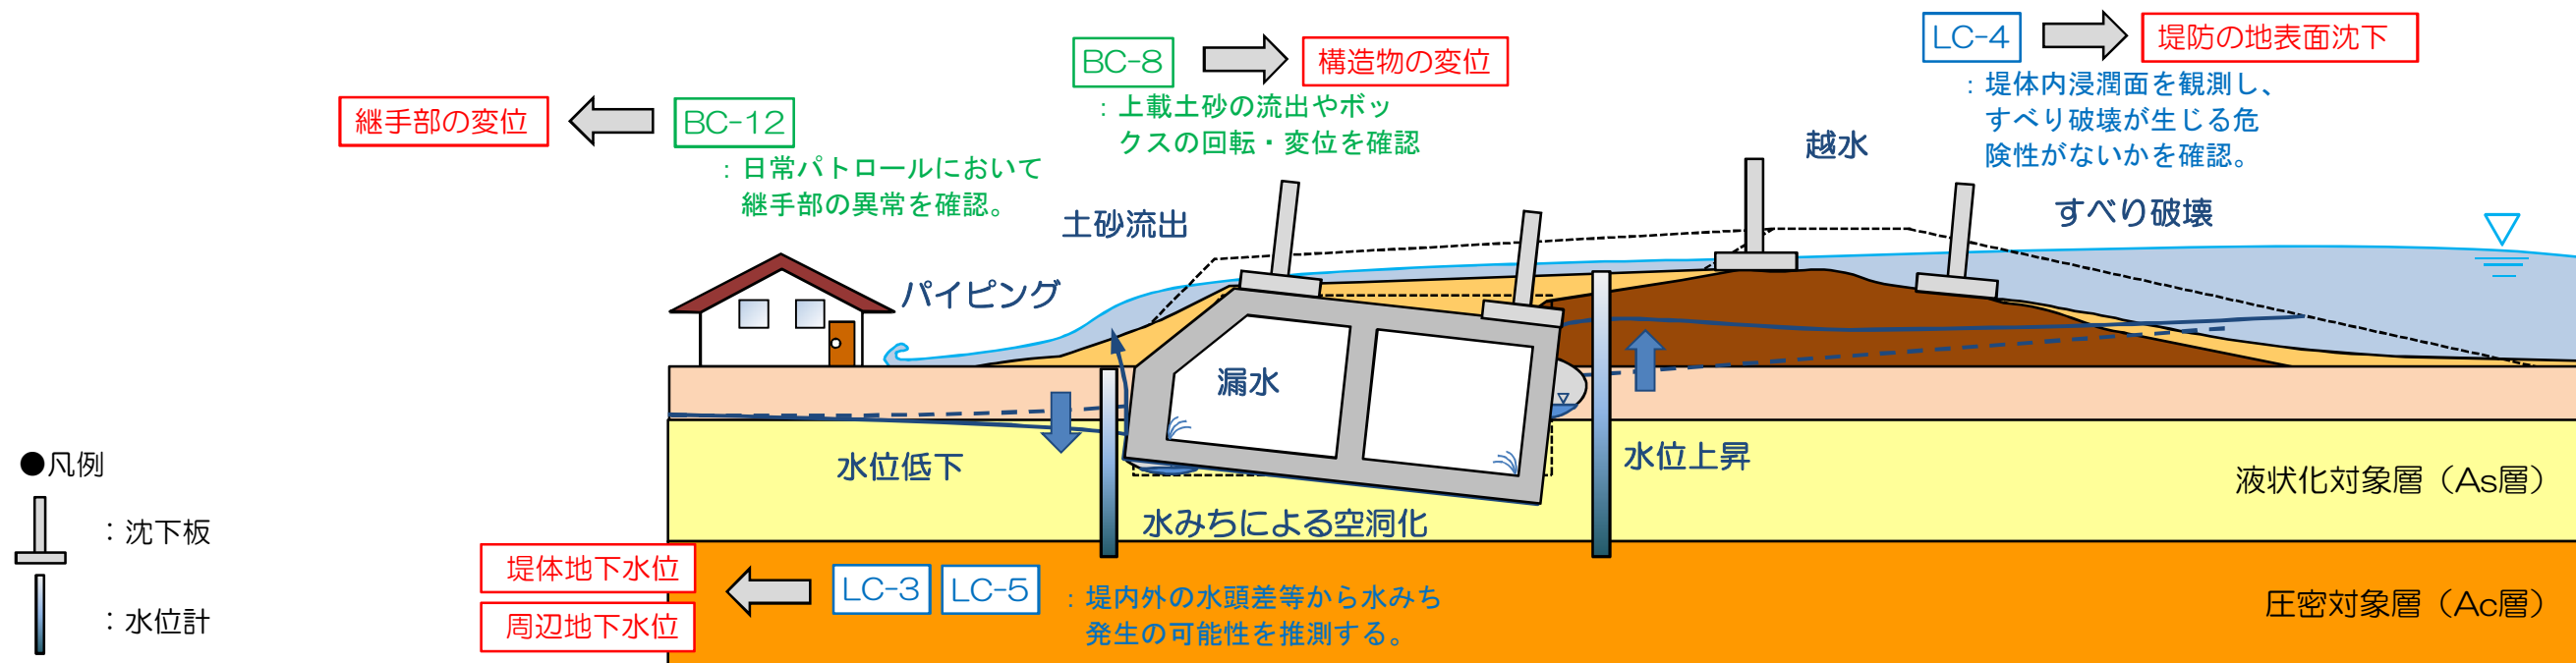 LC-4
堤防の地表面沈下
：堤体内浸潤面を観測し、
すべり破壊が生じる危
険性がないかを確認。
BC-8
構造物の変位
：上載土砂の流出やボッ
クスの回転・変位を確認
継手部の変位
BC-12
：日常パトロールにおいて
継手部の異常を確認。
越水
すべり破壊
土砂流出
パイピング
漏水
水位低下
水位上昇
水みちによる空洞化
液状化対象層（As層）
圧密対象層（Ac層）
●凡例
：沈下板
：水位計
堤体地下水位
周辺地下水位
LC-3
LC-5
：堤内外の水頭差等から水みち
発生の可能性を推測する。